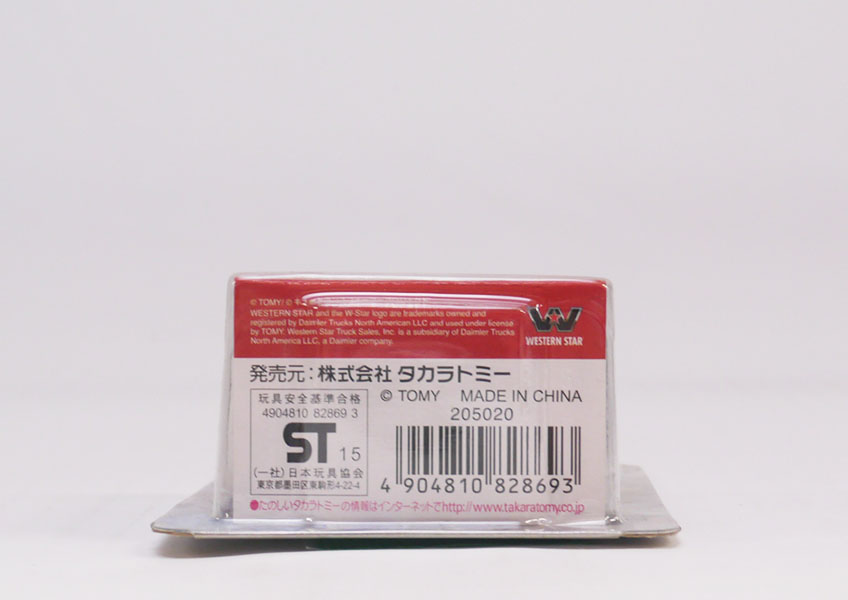 © TOMY! ©
WESTERN STAR and the W-Star logo are trademarks owned and
registered by Daimler Trucks North American LLC and used under license
by TOMY. Western Star Truck Sales, Inc. is a subsidiary of Daimler Trucks
North America LLC, a Daimler company.
WESTERN STAR
発売元:株式会社 タカラトミー
© TOMY MADE IN CHINA
205020
玩具安全基準合格
4904810 82869 3
ST 15
(一社)日本玩具協会
東京都墨田区東駒形4-22-4
4 904810 828693
●たのしいタカラトミーの情報はインターネットでhttp://www.takaratomy.co.jp